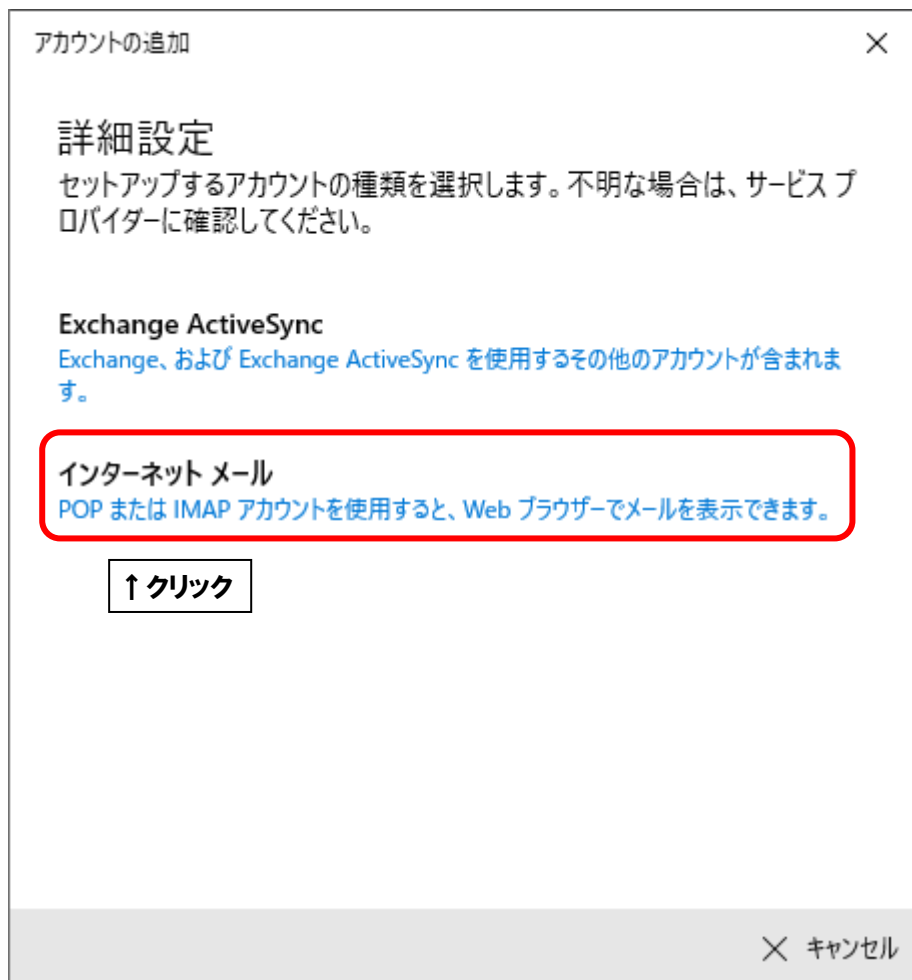 アカウントの追加
詳細設定
セットアップするアカウントの種類を選択します。不明な場合は、サービス プ
ロバイダーに確認してください。
Exchange ActiveSync
Exchange、および Exchange ActiveSync を使用するその他のアカウントが含まれま
す。
インターネット メール
POP または IMAP アカウントを使用すると、Web ブラウザーでメールを表示できます。
↑クリック
キャンセル